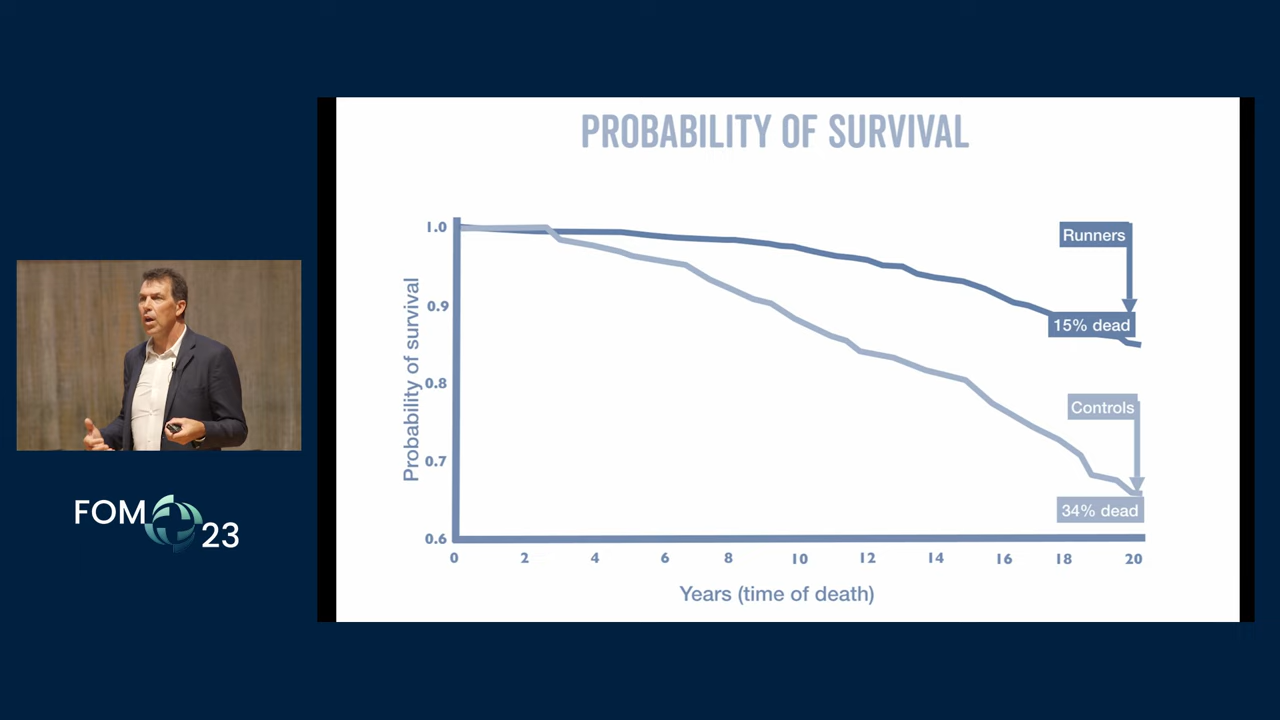 PROBABILITY OF SURVIVAL
Probability of survival
1.0
0.9
0.8
0.7
0.6
Runners
15% dead
Controls
34% dead
0 2 4 6 8 10 12 14 16 18 20
Years (time of death)
FOM 23